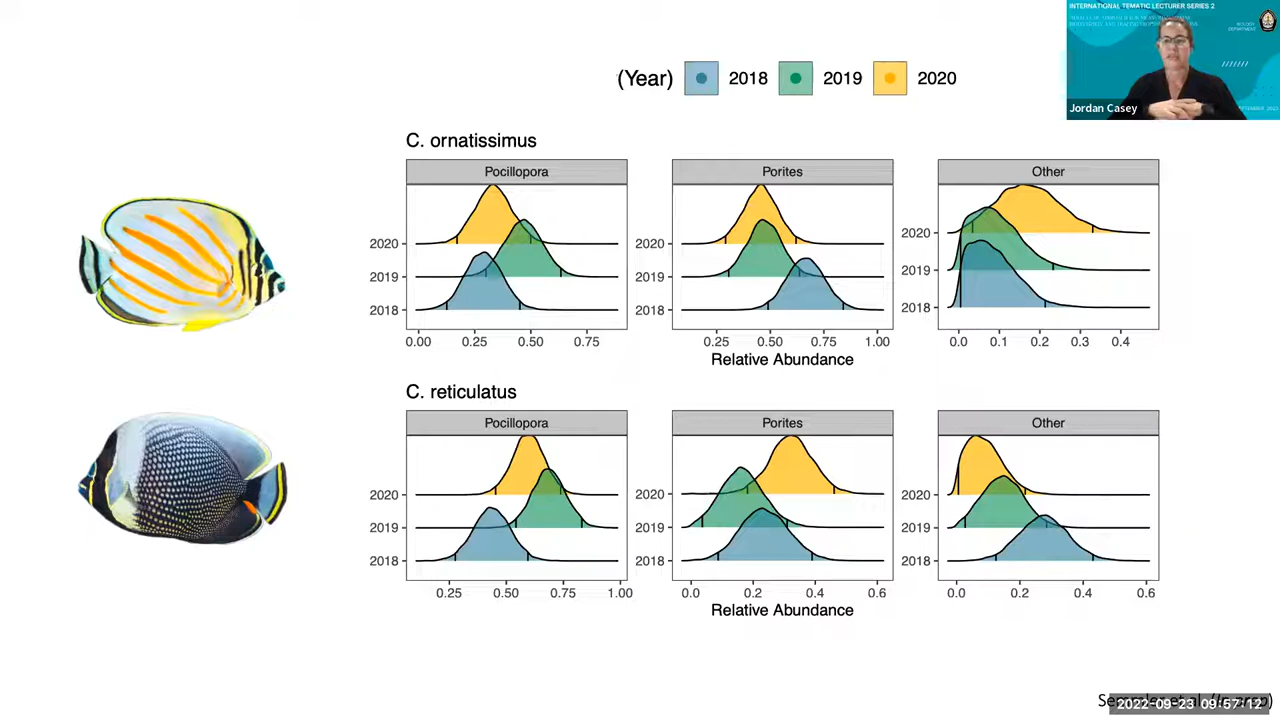 INTERNATIONAL TEMATIC LECTURER SERIES 2
BIOLOGY
DEPARTMENT
Jordan Casey
(Year) 2018 2019 2020
C. ornatissimus
Pocillopora Porites Other
2020 2020 2020
2019 2019 2019
2018 2018 2018
0.00 0.25 0.50 0.75 0.25 0.50 0.75 1.00 0.0 0.1 0.2 0.3 0.4
Relative Abundance
C. reticulatus
Pocillopora Porites Other
2020 2020 2020
2019 2019 2019
2018 2018 2018
0.25 0.50 0.75 1.00 0.0 0.2 0.4 0.6 0.0 0.2 0.4 0.6
Relative Abundance
2022-09-23 09:57:12